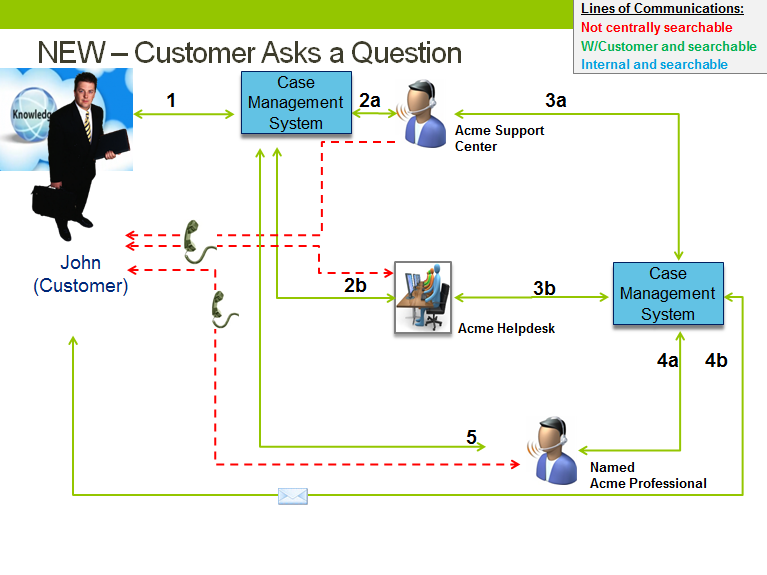 Lines of Communications:
Not centrally searchable
W/Customer and searchable
Internal and searchable
NEW – Customer Asks a Question
Knowledg
1
Case
Management
System
2a
3a
Acme Support
Center
John
(Customer)
2b
3b
Acme Helpdesk
Case
Management
System
4a
4b
5
Named
Acme Professional